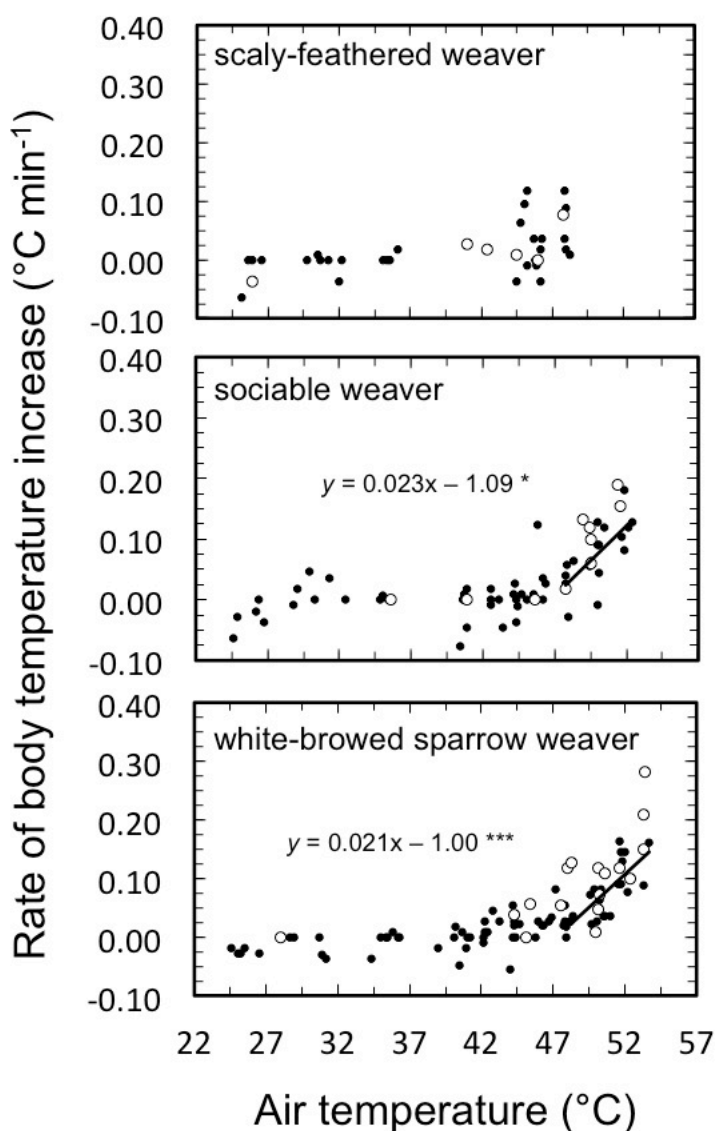 Rate of body temperature increase (°C min⁻¹)
0.40
scaly-feathered weaver
0.30
0.20
0.10
0.00
-0.10
0.40
sociable weaver
0.30
0.20
y = 0.023x – 1.09 *
0.10
0.00
-0.10
0.40
white-browed sparrow weaver
0.30
0.20
y = 0.021x – 1.00 ***
0.10
0.00
-0.10
22 27 32 37 42 47 52 57
Air temperature (°C)